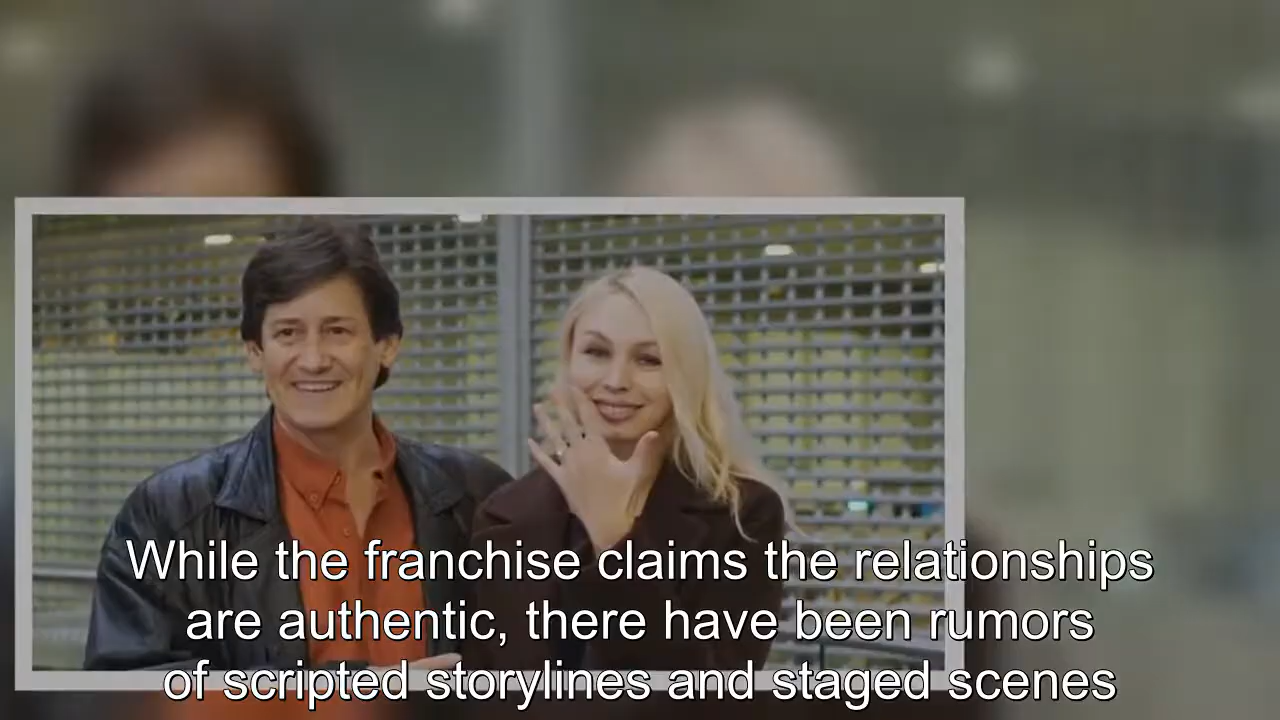 While the franchise claims the relationships
are authentic, there have been rumors
of scripted storylines and staged scenes